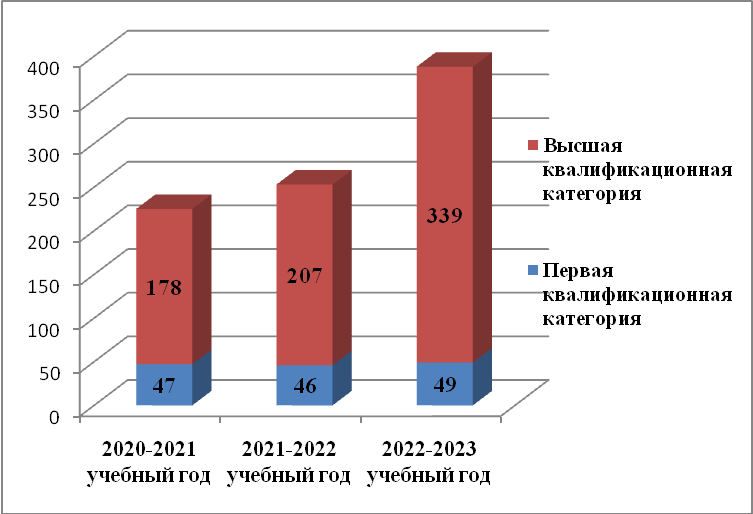 400
350
300
250
200
150
100
50
0
178
47
207
46
339
49
2020-2021
учебный год
2021-2022
учебный год
2022-2023
учебный год
Высшая
квалификационная
категория
Первая
квалификационная
категория